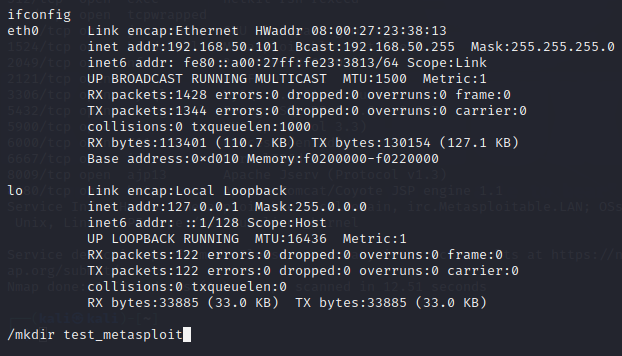 ifconfig
eth0      Link encap:Ethernet  HWaddr 08:00:27:23:38:13
          inet addr:192.168.50.101  Bcast:192.168.50.255  Mask:255.255.255.0
          inet6 addr: fe80::a00:27ff:fe23:3813/64 Scope:Link
          UP BROADCAST RUNNING MULTICAST  MTU:1500  Metric:1
          RX packets:1428 errors:0 dropped:0 overruns:0 frame:0
          TX packets:1344 errors:0 dropped:0 overruns:0 carrier:0
          collisions:0 txqueuelen:1000
          RX bytes:113401 (110.7 KB)  TX bytes:130154 (127.1 KB)
          Base address:0×d010 Memory:f0200000-f0220000
lo        Link encap:Local Loopback
          inet addr:127.0.0.1  Mask:255.0.0.0
          inet6 addr: ::1/128 Scope:Host
          UP LOOPBACK RUNNING  MTU:16436  Metric:1
          RX packets:122 errors:0 dropped:0 overruns:0 frame:0
          TX packets:122 errors:0 dropped:0 overruns:0 carrier:0
          collisions:0 txqueuelen:0
          RX bytes:33885 (33.0 KB)  TX bytes:33885 (33.0 KB)
/mkdir test_metasploit